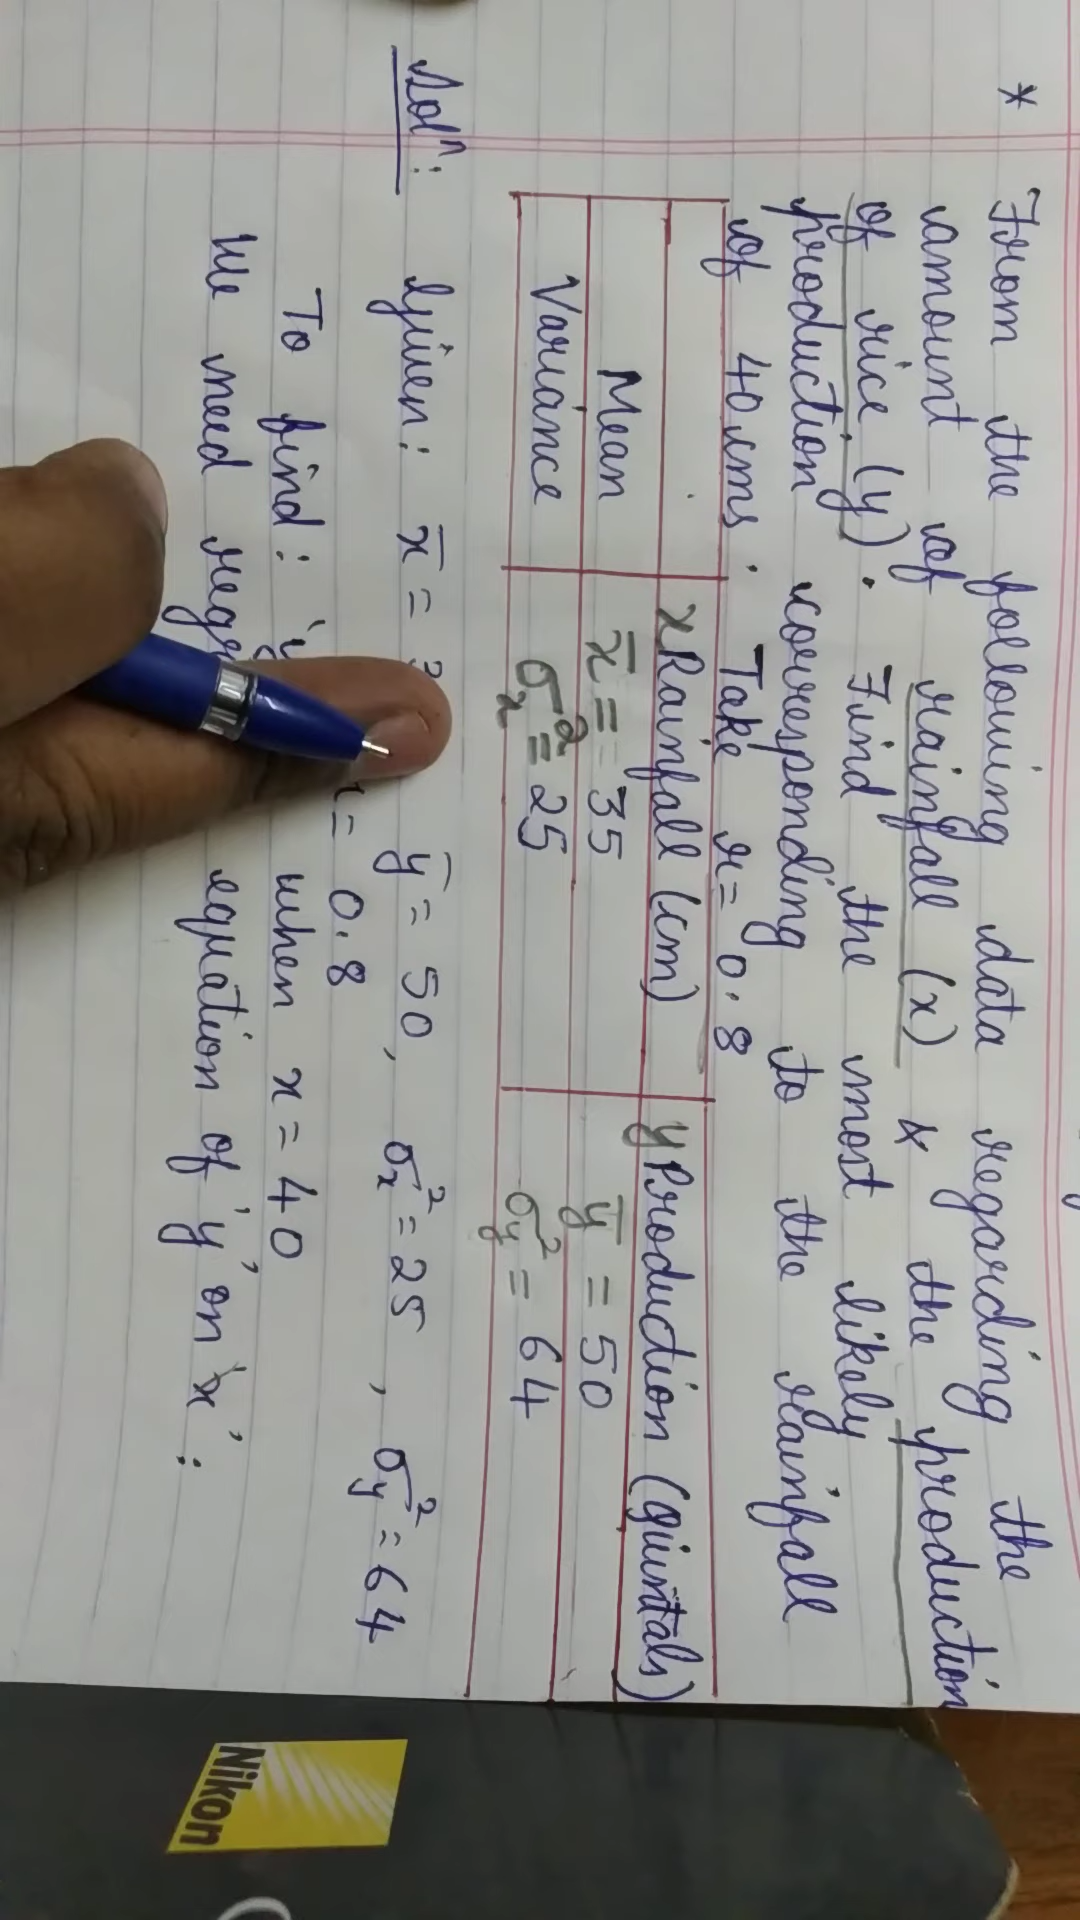 * From the following data regarding the
amount of rainfall (x) & the production
of rice (y). Find the most likely
production corresponding to the rainfall
of 40 cms. Take r = 0.8
x Rainfall (cm) y Production (quintals)
Mean x̄ = 35 ȳ = 50
Variance σx² = 25 σy² = 64
Solⁿ: Given: x̄ = ȳ = 50, σx² = 25, σy² = 64
= 0.8
To find: when x = 40
We need equation of 'y' on 'x':
Nikon